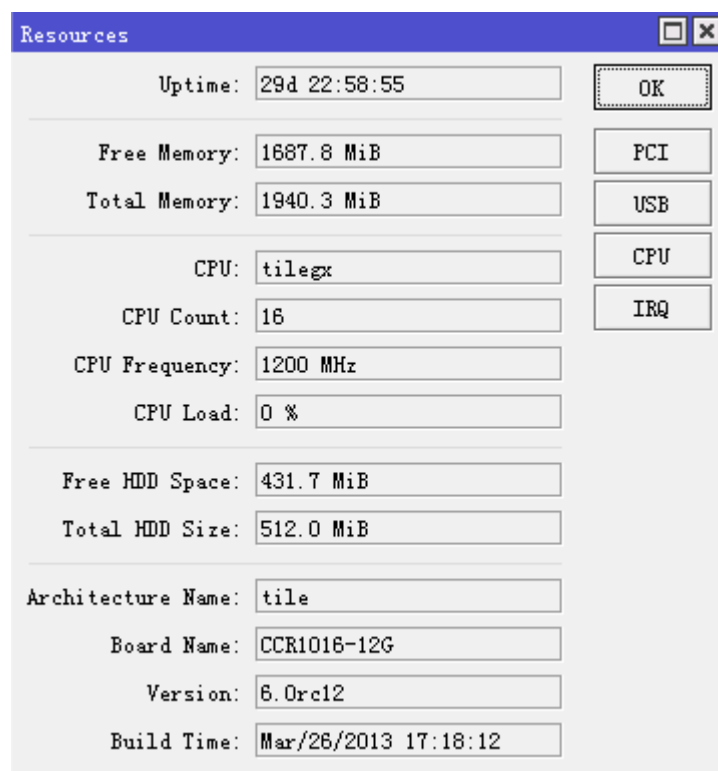 Resources
Uptime: 29d 22:58:55
OK
Free Memory: 1687.8 MiB
PCI
Total Memory: 1940.3 MiB
USB
CPU: tilegx
CPU
CPU Count: 16
IRQ
CPU Frequency: 1200 MHz
CPU Load: 0 %
Free HDD Space: 431.7 MiB
Total HDD Size: 512.0 MiB
Architecture Name: tile
Board Name: CCR1016-12G
Version: 6.0rc12
Build Time: Mar/26/2013 17:18:12